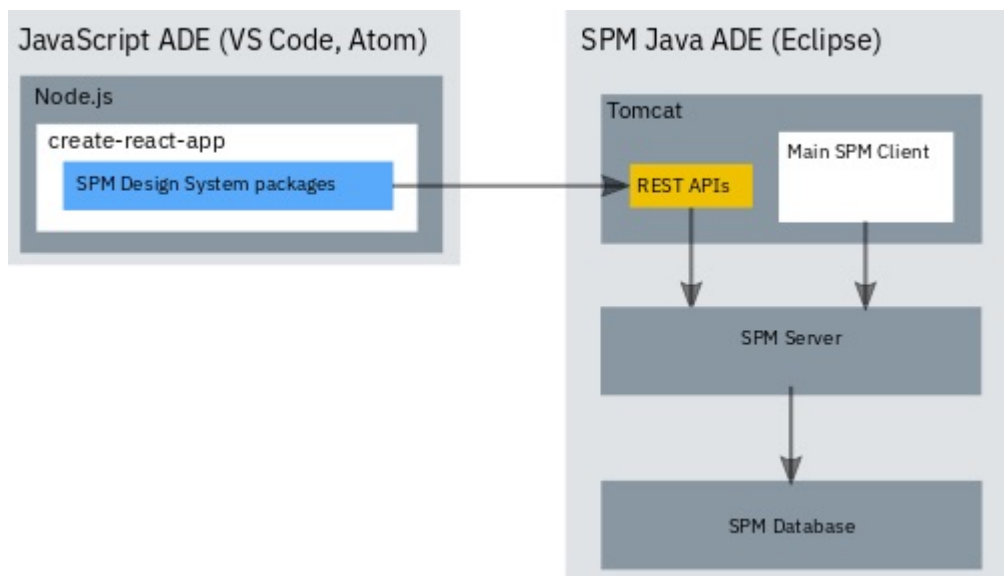 JavaScript ADE (VS Code, Atom)
Node.js
create-react-app
SPM Design System packages
SPM Java ADE (Eclipse)
Tomcat
REST APIs
Main SPM Client
SPM Server
SPM Database